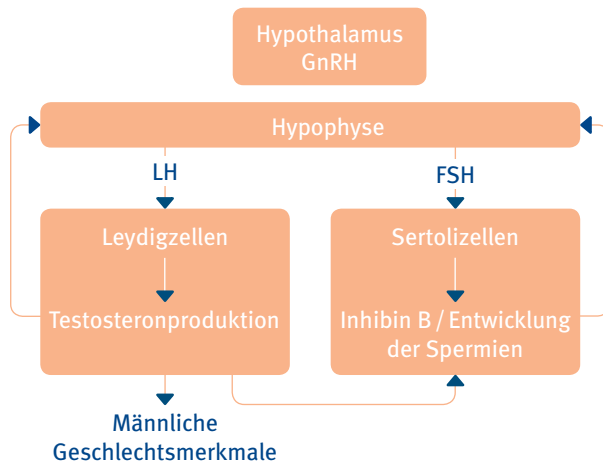 Hypothalamus
GnRH
Hypophyse
LH
FSH
Leydigzellen
Testosteronproduktion
Sertolizellen
Inhibin B / Entwicklung
der Spermien
Männliche
Geschlechtsmerkmale